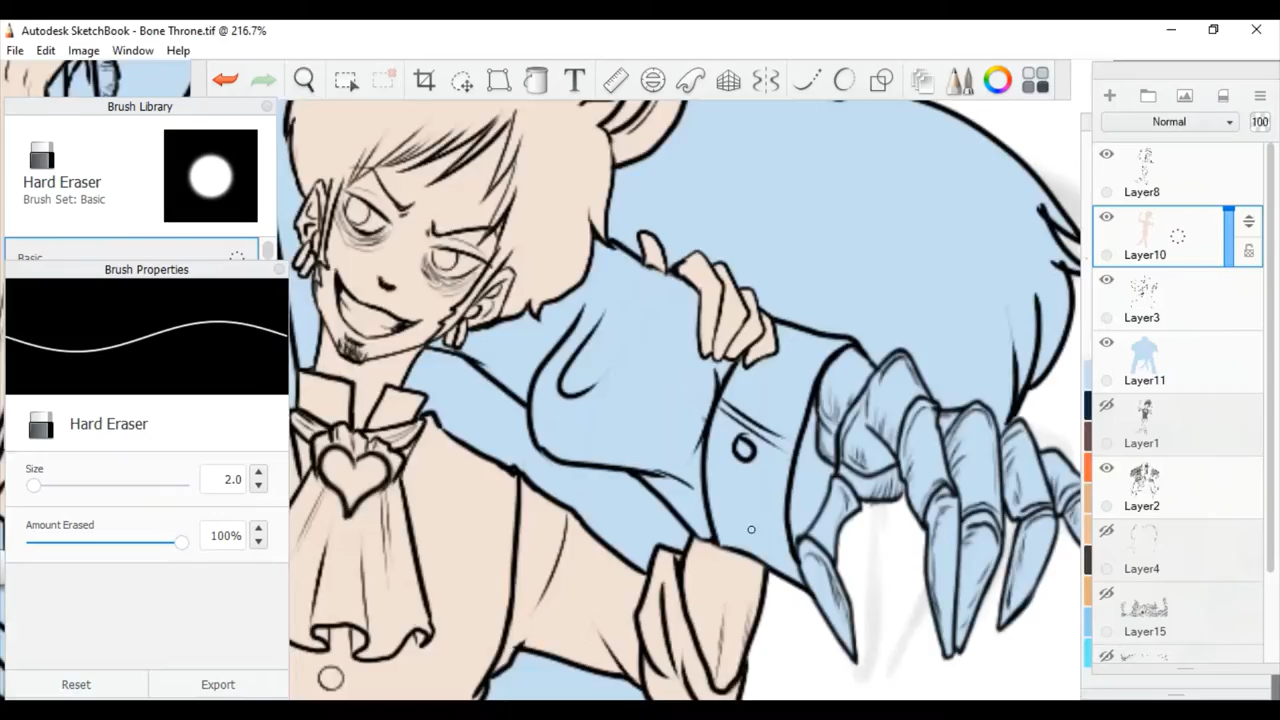 Autodesk SketchBook - Bone Throne.tif @ 216.7%
File Edit Image Window Help
T
Brush Library
Hard Eraser
Brush Set: Basic
Basic
Brush Properties
Hard Eraser
Size
2.0
Amount Erased
100%
Reset Export
Normal 100
Layer8
Layer10
Layer3
Layer11
Layer1
Layer2
Layer4
Layer15